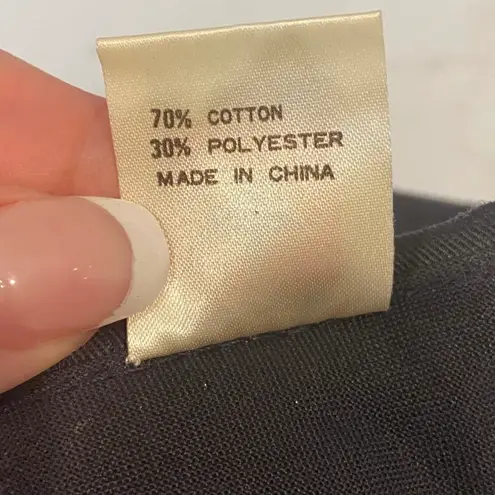 70% COTTON
30% POLYESTER
MADE IN CHINA